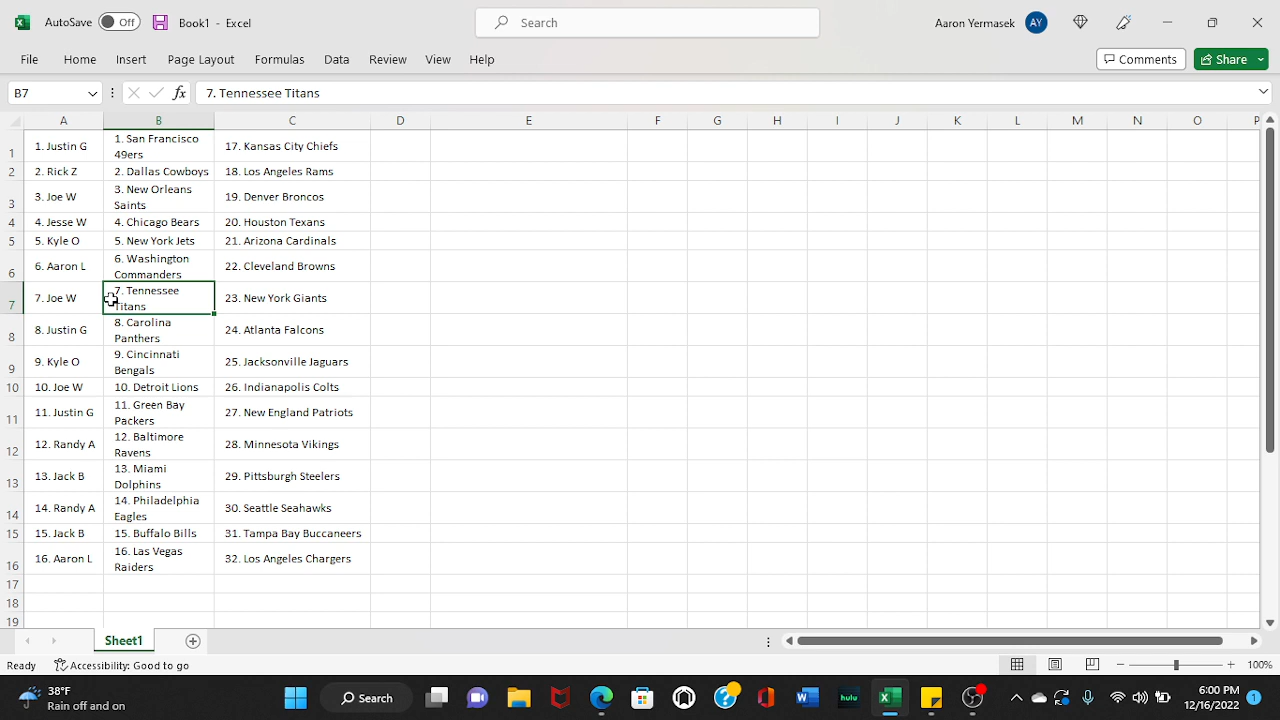 AutoSave Off Book1 - Excel Search Aaron Yermasek AY
File Home Insert Page Layout Formulas Data Review View Help Comments Share
B7 fx 7. Tennessee Titans
A B C D E F G H I J K L M N O P
1 1. Justin G 1. San Francisco 49ers 17. Kansas City Chiefs
2 2. Rick Z 2. Dallas Cowboys 18. Los Angeles Rams
3 3. Joe W 3. New Orleans Saints 19. Denver Broncos
4 4. Jesse W 4. Chicago Bears 20. Houston Texans
5 5. Kyle O 5. New York Jets 21. Arizona Cardinals
6 6. Aaron L 6. Washington Commanders 22. Cleveland Browns
7 7. Joe W 7. Tennessee Titans 23. New York Giants
8 8. Justin G 8. Carolina Panthers 24. Atlanta Falcons
9 9. Kyle O 9. Cincinnati Bengals 25. Jacksonville Jaguars
10 10. Joe W 10. Detroit Lions 26. Indianapolis Colts
11 11. Justin G 11. Green Bay Packers 27. New England Patriots
12 12. Randy A 12. Baltimore Ravens 28. Minnesota Vikings
13 13. Jack B 13. Miami Dolphins 29. Pittsburgh Steelers
14 14. Randy A 14. Philadelphia Eagles 30. Seattle Seahawks
15 15. Jack B 15. Buffalo Bills 31. Tampa Bay Buccaneers
16 16. Aaron L 16. Las Vegas Raiders 32. Los Angeles Chargers
17
18
19
Sheet1
Ready Accessibility: Good to go 100%
38°F Search hulu 6:00 PM
Rain off and on 12/16/2022 1